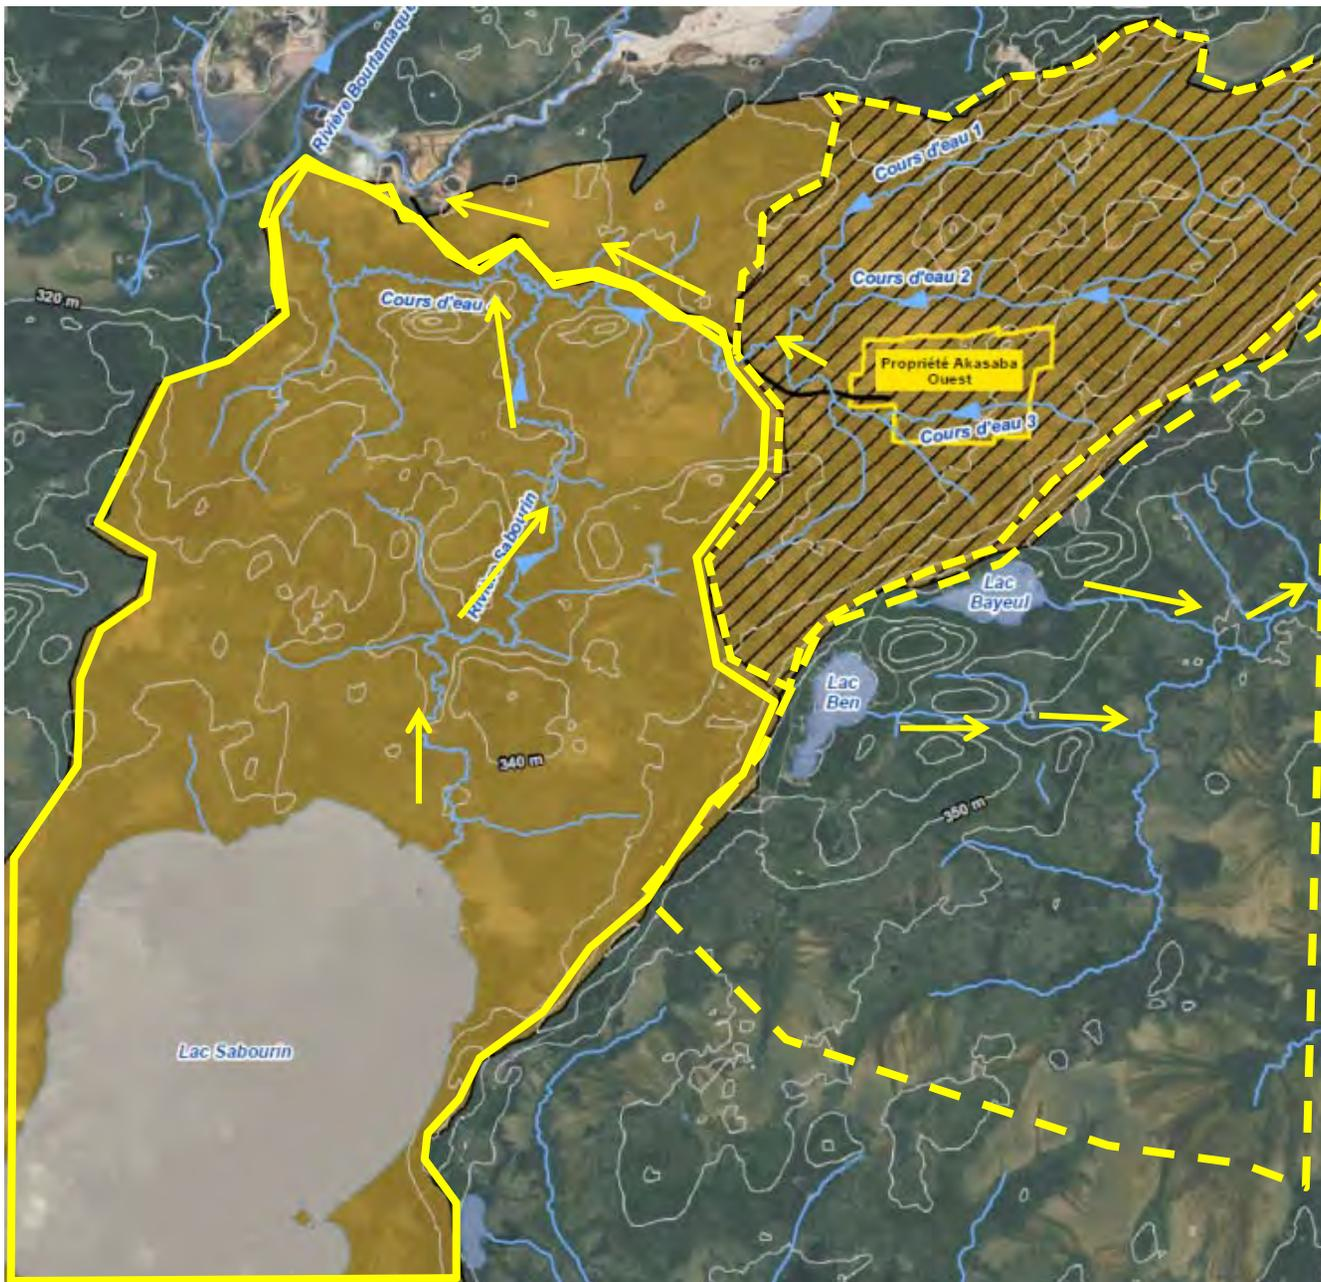 Rivière Bourlamaque
Cours d'eau 1
Cours d'eau 2
320 m
Cours d'eau
Propriété Akasaba
Ouest
Cours d'eau 3
Rivière Sabourin
Lac
Bayeul
Lac
Ben
340 m
350 m
Lac Sabourin